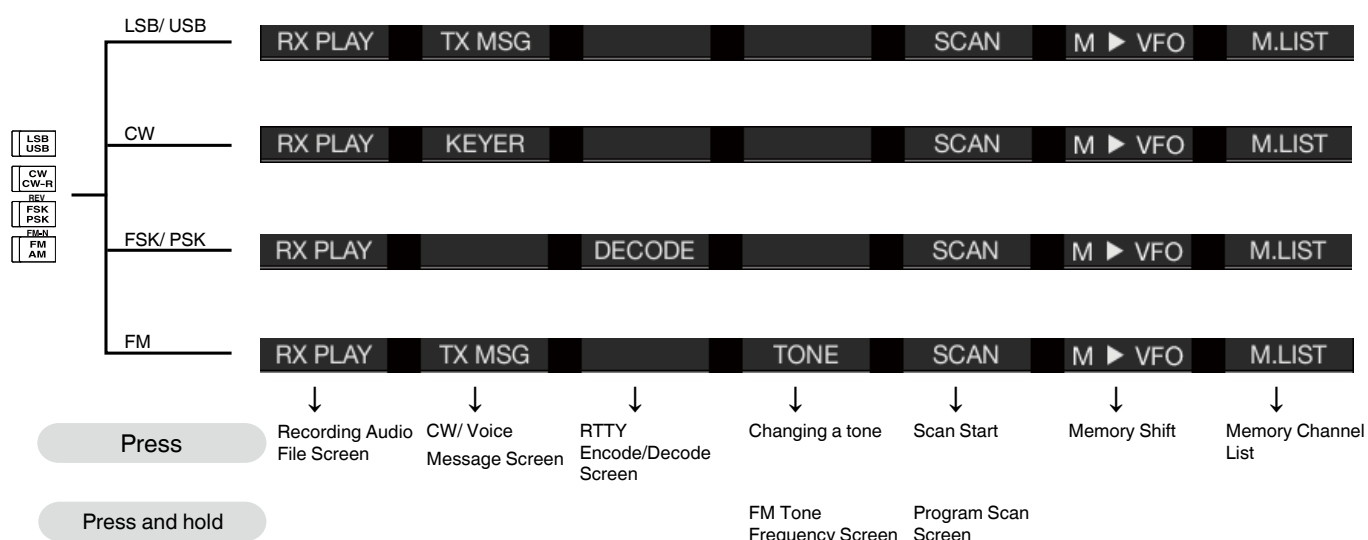 LSB/ USB
RX PLAY TX MSG SCAN M ▶ VFO M.LIST
LSB
USB
CW
RX PLAY KEYER SCAN M ▶ VFO M.LIST
CW
CW-R
REV
FSK
PSK
FM-N
FM
AM
FSK/ PSK
RX PLAY DECODE SCAN M ▶ VFO M.LIST
FM
RX PLAY TX MSG TONE SCAN M ▶ VFO M.LIST
↓ ↓ ↓ ↓ ↓ ↓ ↓
Press
Recording Audio
File Screen
CW/ Voice
Message Screen
RTTY
Encode/Decode
Screen
Changing a tone
Scan Start
Memory Shift
Memory Channel
List
Press and hold
FM Tone
Frequency Screen
Program Scan
Screen